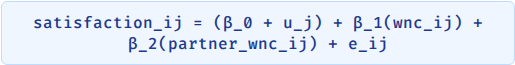 satisfaction_ij = (β_0 + u_j) + β_1(wnc_ij) +
β_2(partner_wnc_ij) + e_ij